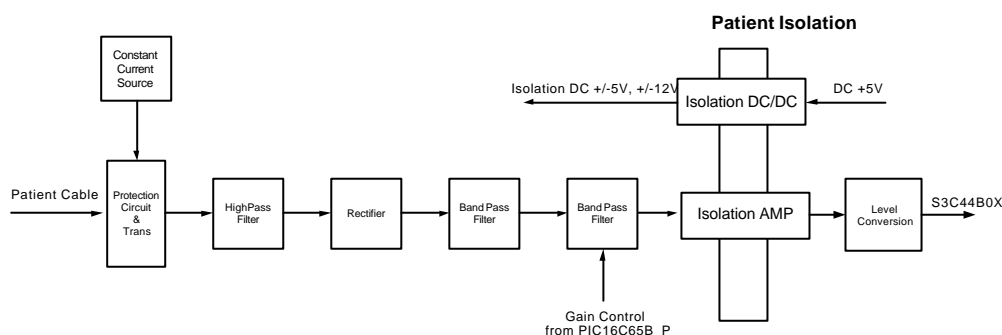 Patient Isolation
Constant
Current
Source
Isolation DC +/-5V, +/-12V
Isolation DC/DC
DC +5V
Patient Cable
Protection
Circuit
&
Trans
HighPass
Filter
Rectifier
Band Pass
Filter
Band Pass
Filter
Isolation AMP
Level
Conversion
S3C44B0X
Gain Control
from PIC16C65B_P